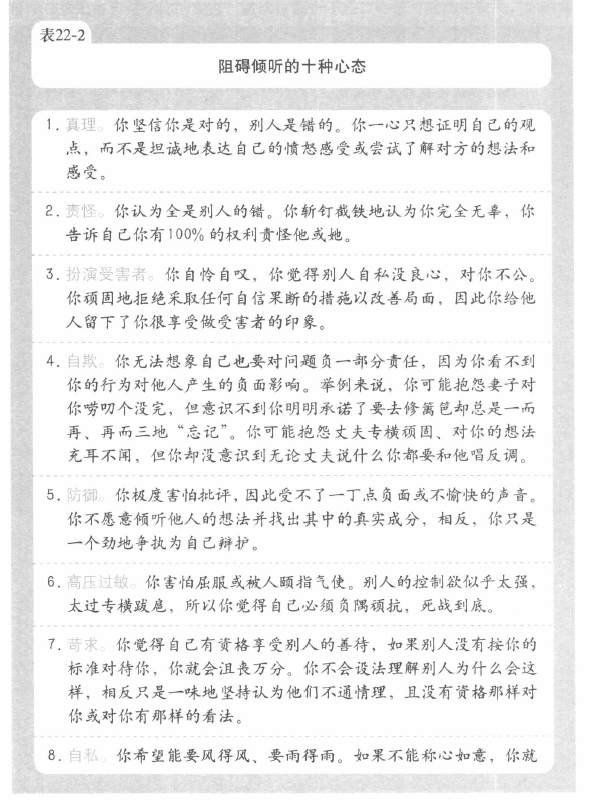 表22-2
阻碍倾听的十种心态
1. 真理。你坚信你是对的，别人是错的。你一心只想证明自己的观
点，而不是坦诚地表达自己的愤怒感受或尝试了解对方的想法和
感受。
2. 责怪。你认为全是别人的错。你斩钉截铁地认为你完全无辜，你
告诉自己你有100% 的权利责怪他或她。
3. 扮演受害者。你自怜自叹，你觉得别人自私没良心，对你不公。
你顽固地拒绝采取任何自信果断的措施以改善局面，因此你给他
人留下了你很享受做受害者的印象。
4. 自欺。你无法想象自己也要对问题负一部分责任，因为你看不到
你的行为对他人产生的负面影响。举例来说，你可能抱怨妻子对
你唠叨个没完，但意识不到你明明承诺了要去修篱笆却总是一而
再、再而三地“忘记”。你可能抱怨丈夫专横顽固、对你的想法
充耳不闻，但你却没意识到无论丈夫说什么你都要和他唱反调。
5. 防御。你极度害怕批评，因此受不了一丁点负面或不愉快的声音。
你不愿意倾听他人的想法并找出其中的真实成分，相反，你只是
一个劲地争执为自己辩护。
6. 高压过敏。你害怕屈服或被人颐指气使。别人的控制欲似乎太强，
太过专横跋扈，所以你觉得自己必须负隅顽抗，死战到底。
7. 苛求。你觉得自己有资格享受别人的善待，如果别人没有按你的
标准对待你，你就会沮丧万分。你不会设法理解别人为什么会这
样，相反只是一味地坚持认为他们不通情理，且没有资格那样对
你或对你有那样的看法。
8. 自私。你希望能要风得风、要雨得雨。如果不能称心如意，你就